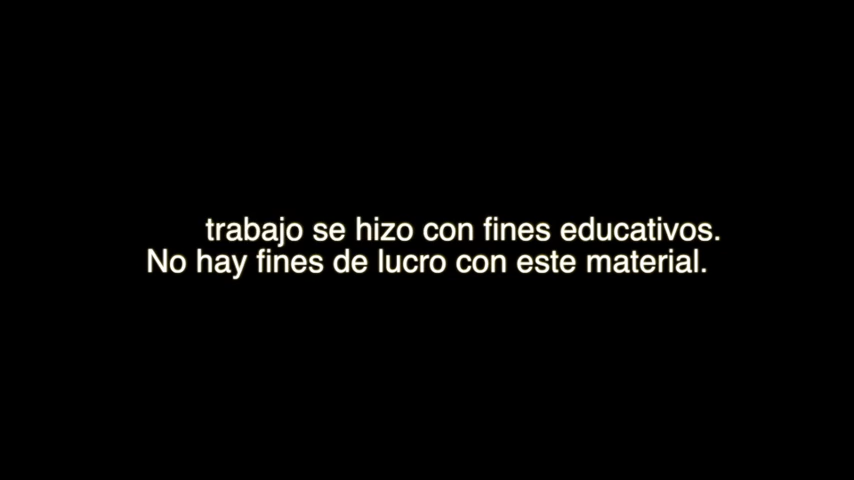 trabajo se hizo con fines educativos.
No hay fines de lucro con este material.